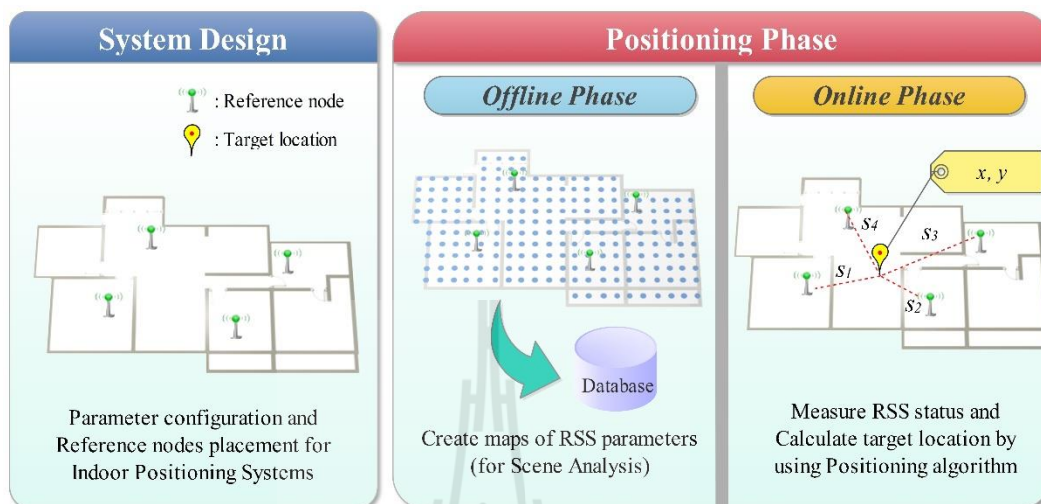 System Design
: Reference node
: Target location
Parameter configuration and
Reference nodes placement for
Indoor Positioning Systems
Positioning Phase
Offline Phase
Database
Create maps of RSS parameters
(for Scene Analysis)
Online Phase
x, y
S4
S3
S1
S2
Measure RSS status and
Calculate target location by
using Positioning algorithm